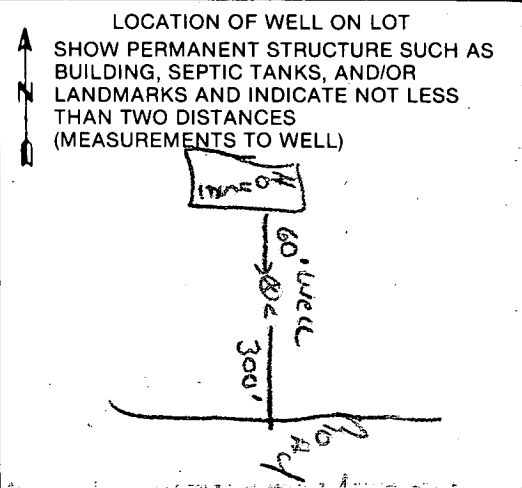 LOCATION OF WELL ON LOT
SHOW PERMANENT STRUCTURE SUCH AS
BUILDING, SEPTIC TANKS, AND/OR
N LANDMARKS AND INDICATE NOT LESS
THAN TWO DISTANCES
(MEASUREMENTS TO WELL)
60'
WELL
300'